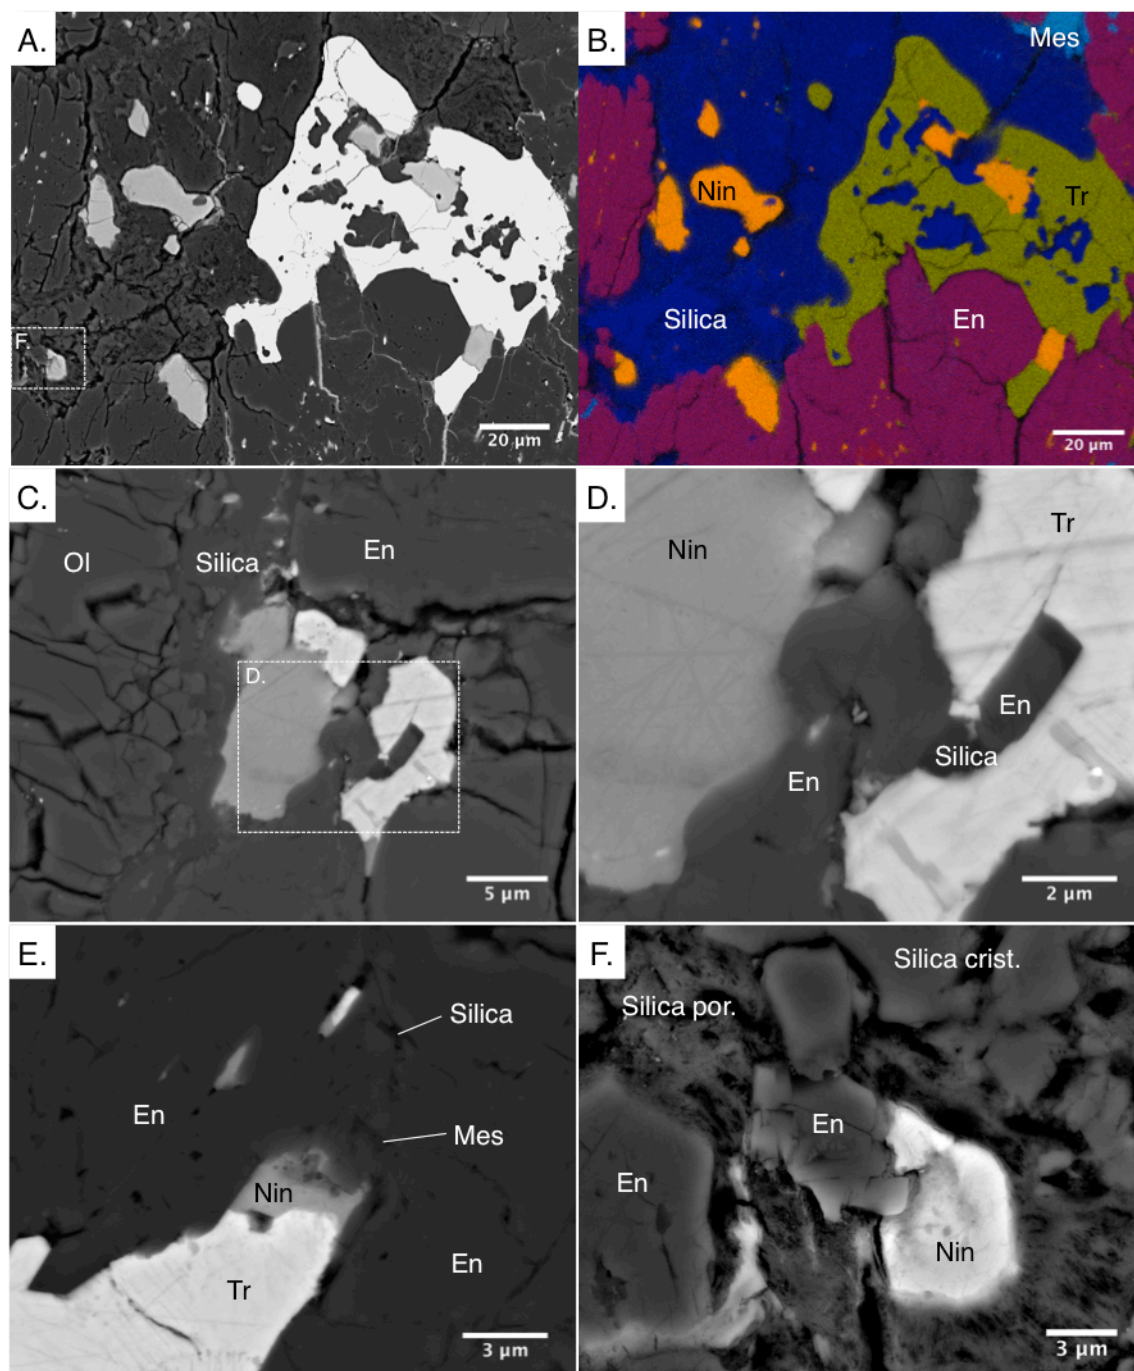 A.
F.
20 µm
B.
Mes
Nin
Tr
Silica
En
20 µm
C.
Ol
Silica
En
D.
5 µm
D.
Nin
Tr
En
Silica
En
2 µm
E.
Silica
En
Mes
Nin
En
Tr
3 µm
F.
Silica crist.
Silica por.
En
En
Nin
3 µm